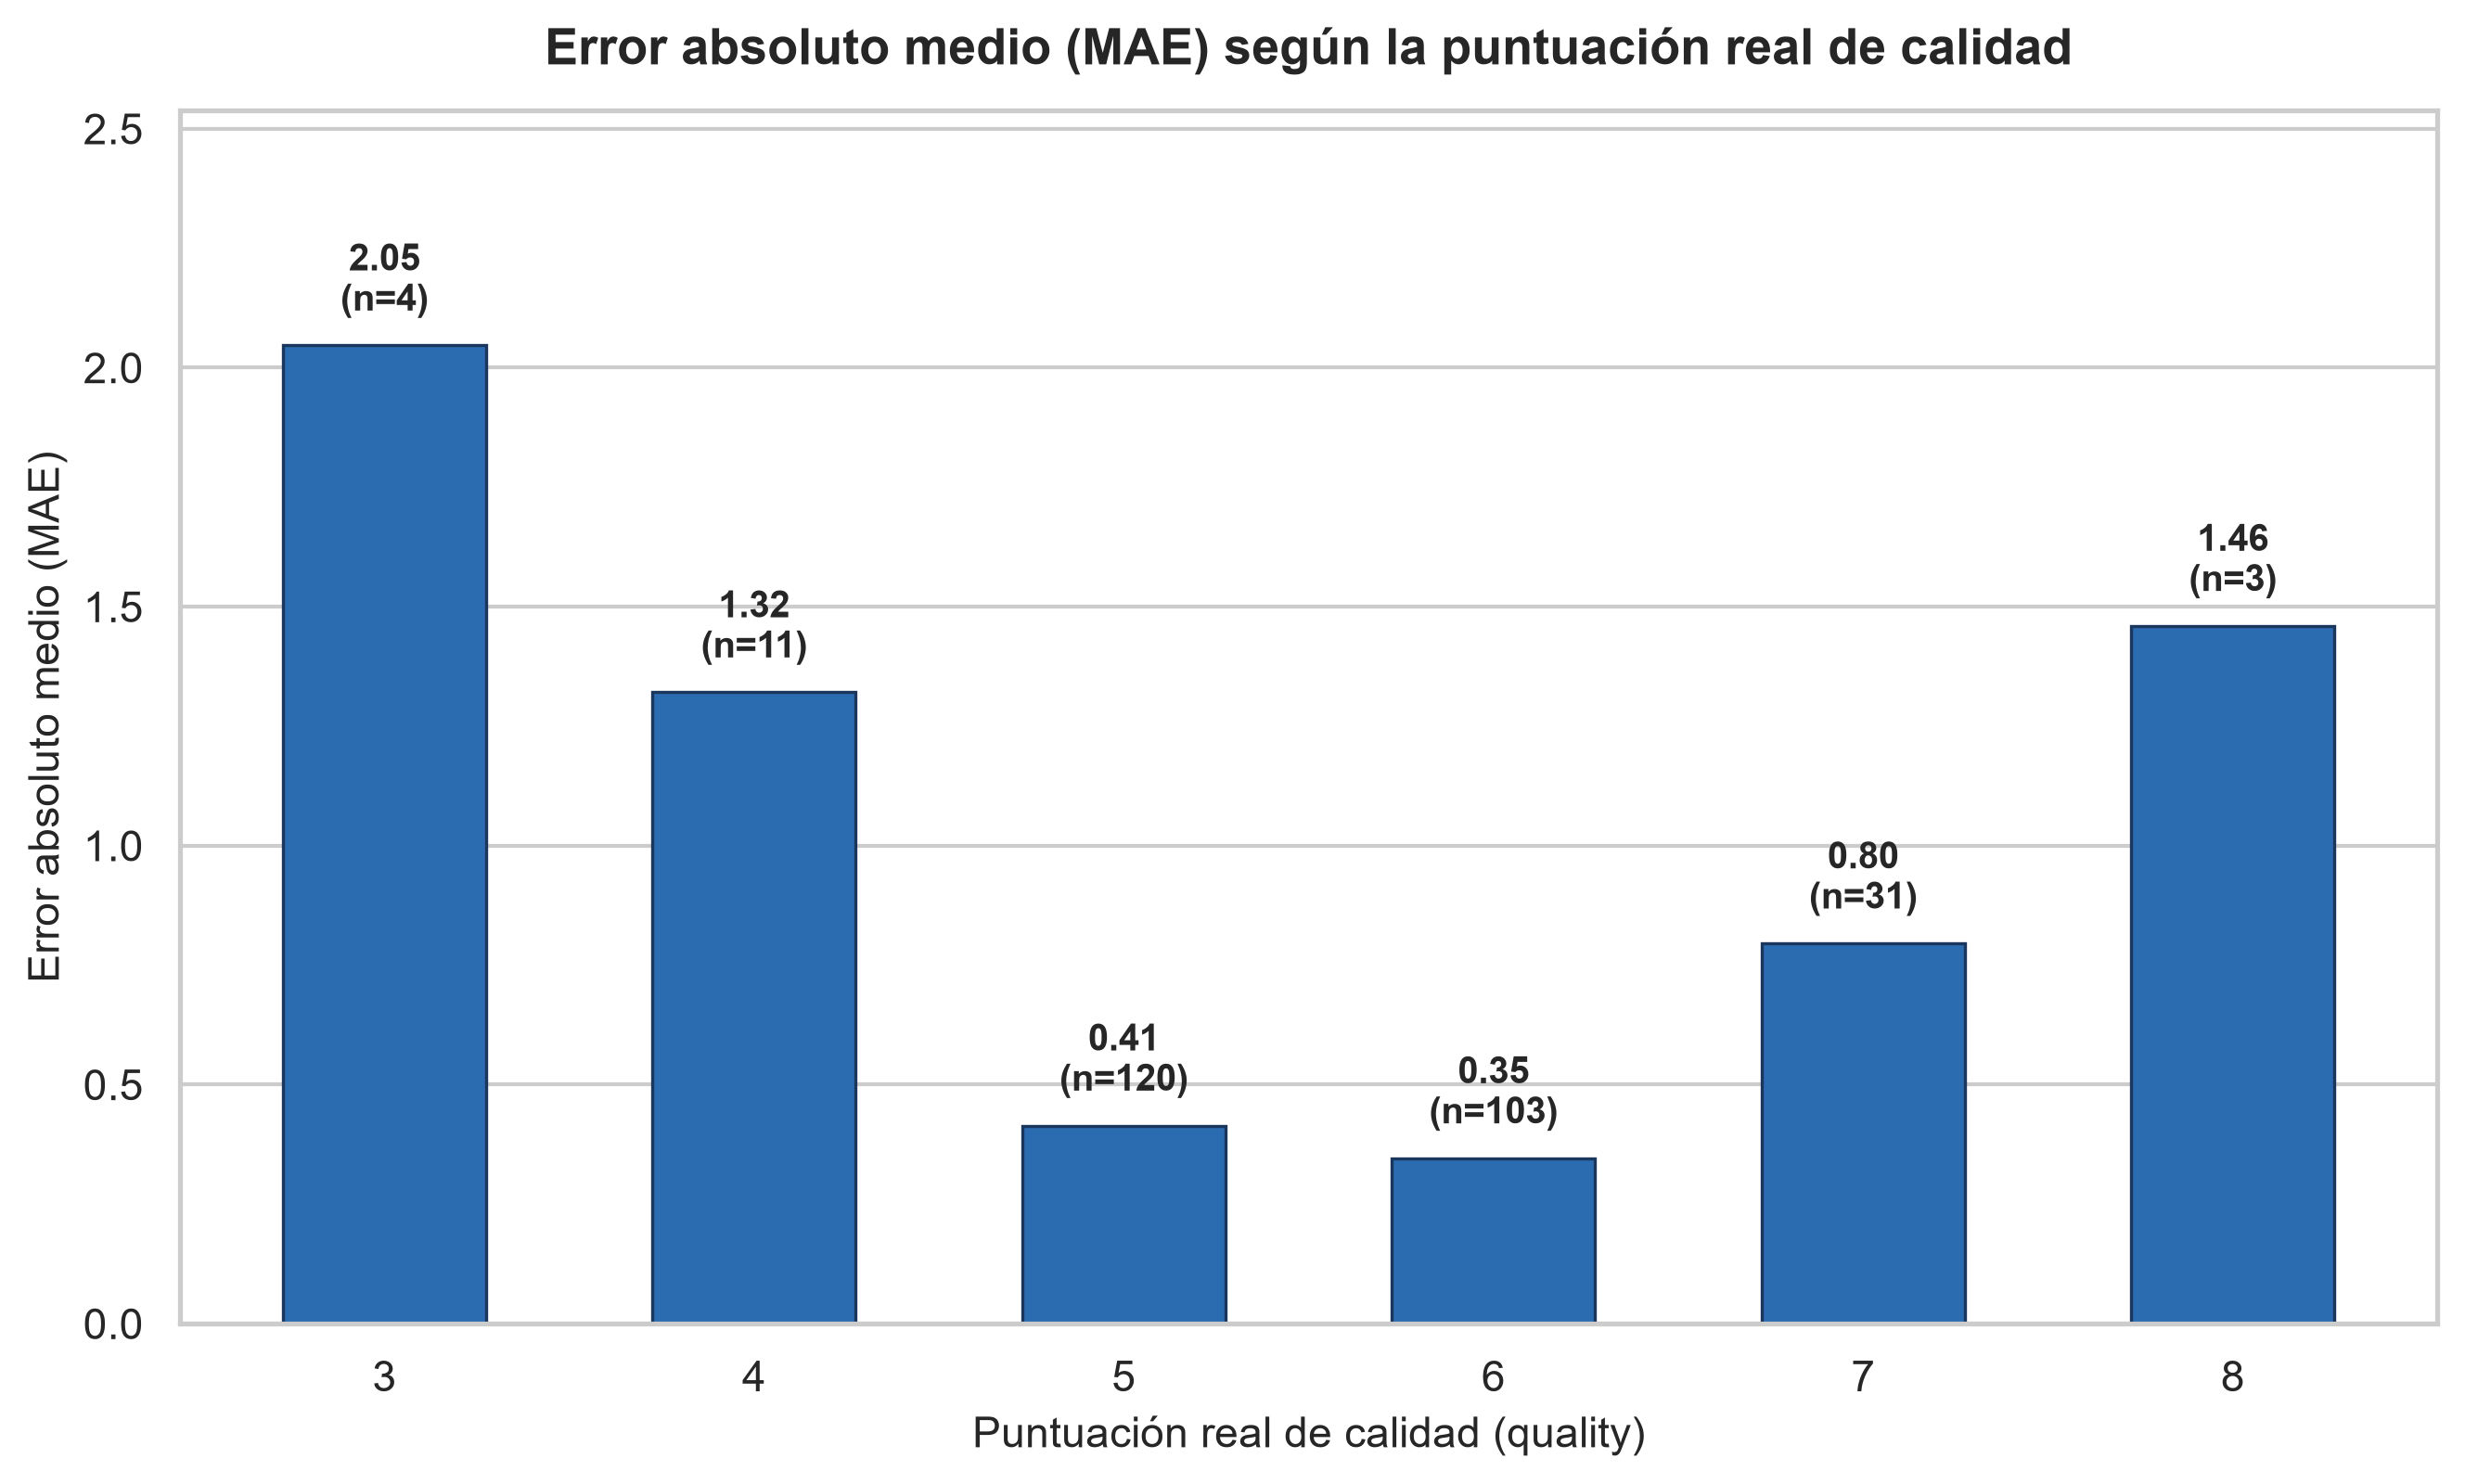 Error absoluto medio (MAE) según la puntuación real de calidad
Error absoluto medio (MAE)
2.5
2.0
1.5
1.0
0.5
0.0
2.05
(n=4)
1.32
(n=11)
0.41
(n=120)
0.35
(n=103)
0.80
(n=31)
1.46
(n=3)
3
4
5
6
7
8
Puntuación real de calidad (quality)